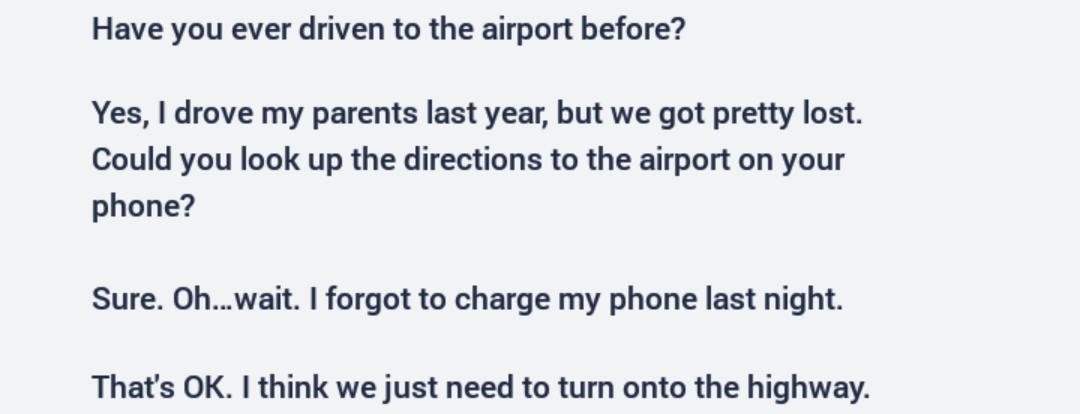 Have you ever driven to the airport before?
Yes, I drove my parents last year, but we got pretty lost.
Could you look up the directions to the airport on your
phone?
Sure. Oh...wait. I forgot to charge my phone last night.
That's OK. I think we just need to turn onto the highway.